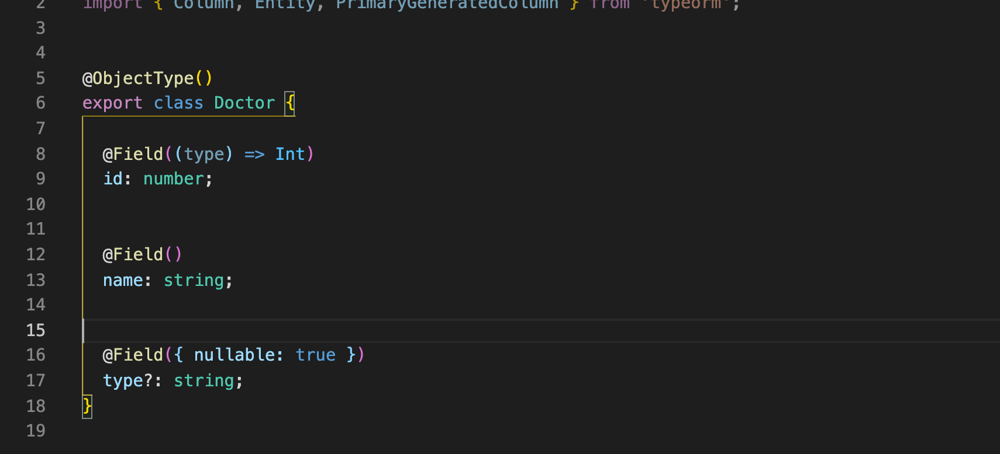 2 import { Column, Entity, PrimaryGeneratedColumn } from 'typeorm';
3
4
5 @ObjectType()
6 export class Doctor {
7
8 @Field((type) => Int)
9 id: number;
10
11
12 @Field()
13 name: string;
14
15
16 @Field({ nullable: true })
17 type?: string;
18 }
19